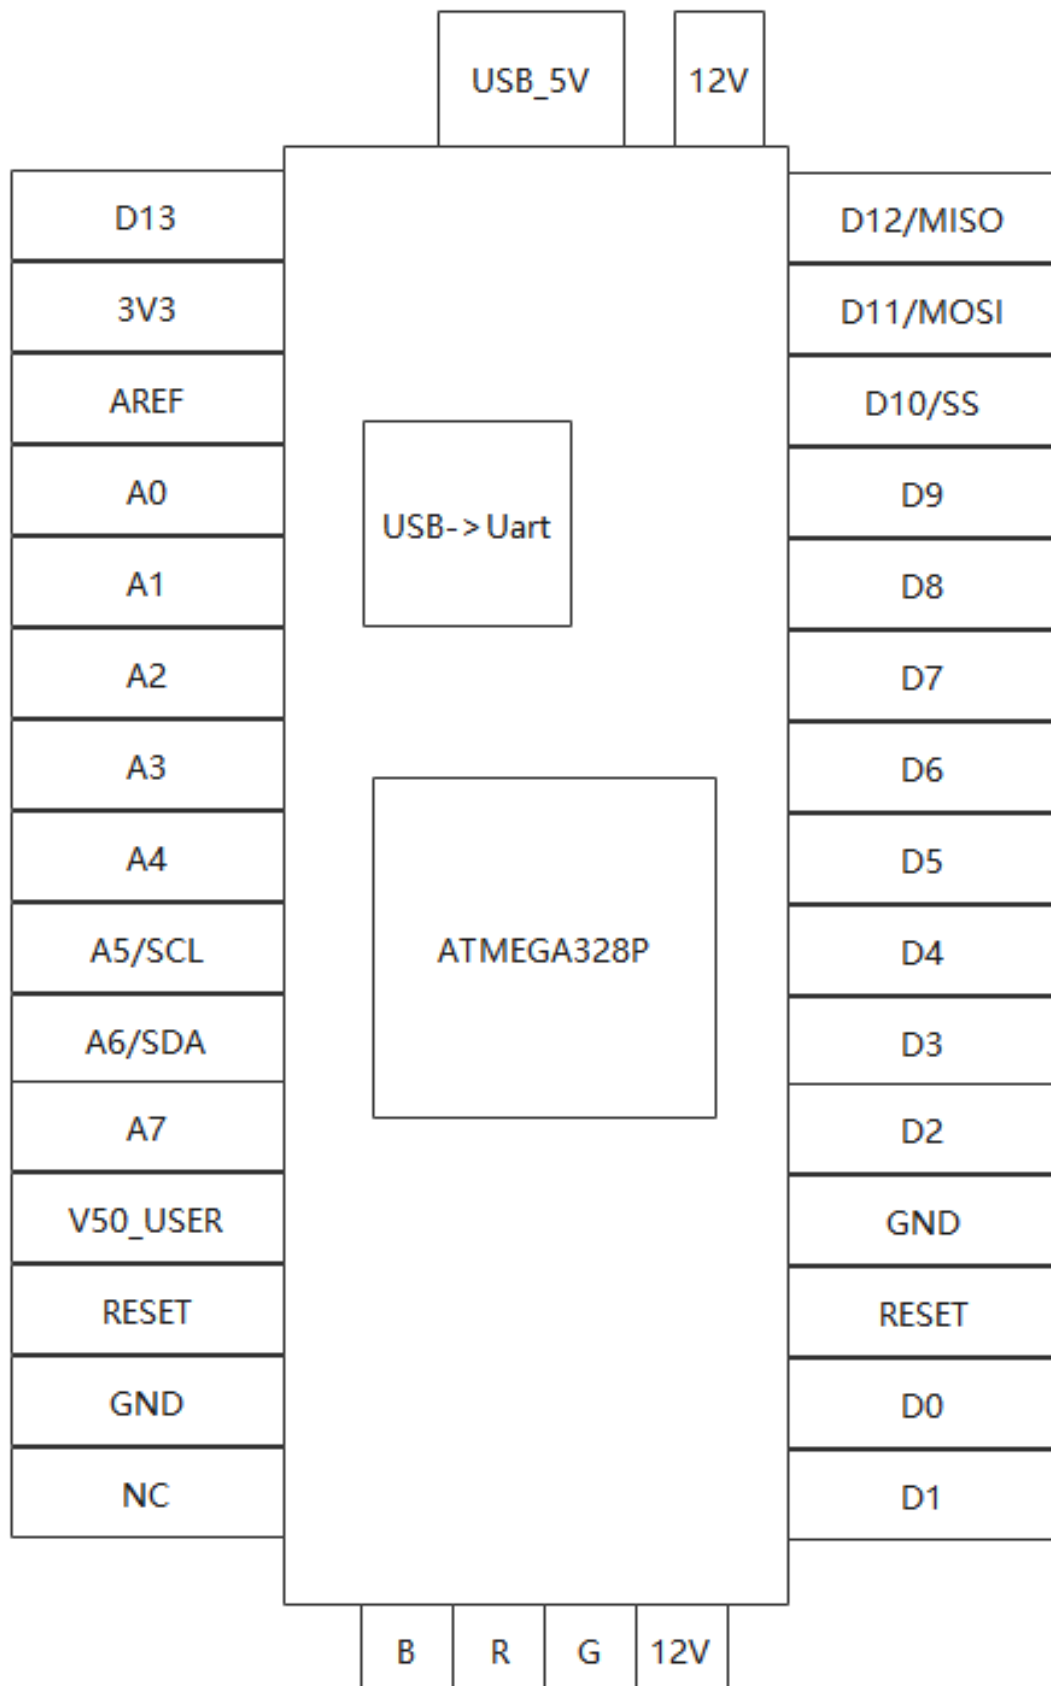 USB_5V
12V
D13
3V3
AREF
A0
A1
A2
A3
A4
A5/SCL
A6/SDA
A7
V50_USER
RESET
GND
NC
USB->Uart
ATMEGA328P
D12/MISO
D11/MOSI
D10/SS
D9
D8
D7
D6
D5
D4
D3
D2
GND
RESET
D0
D1
B
R
G
12V